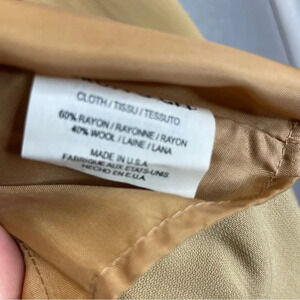 CLOTH / TISSU / TESSUTO
60% RAYON / RAYONNE / RAYON
40% WOOL / LAINE / LANA
MADE IN U.S.A.
FABRIQUE AUX ETATS-UNIS
HECHO EN E.U.A.